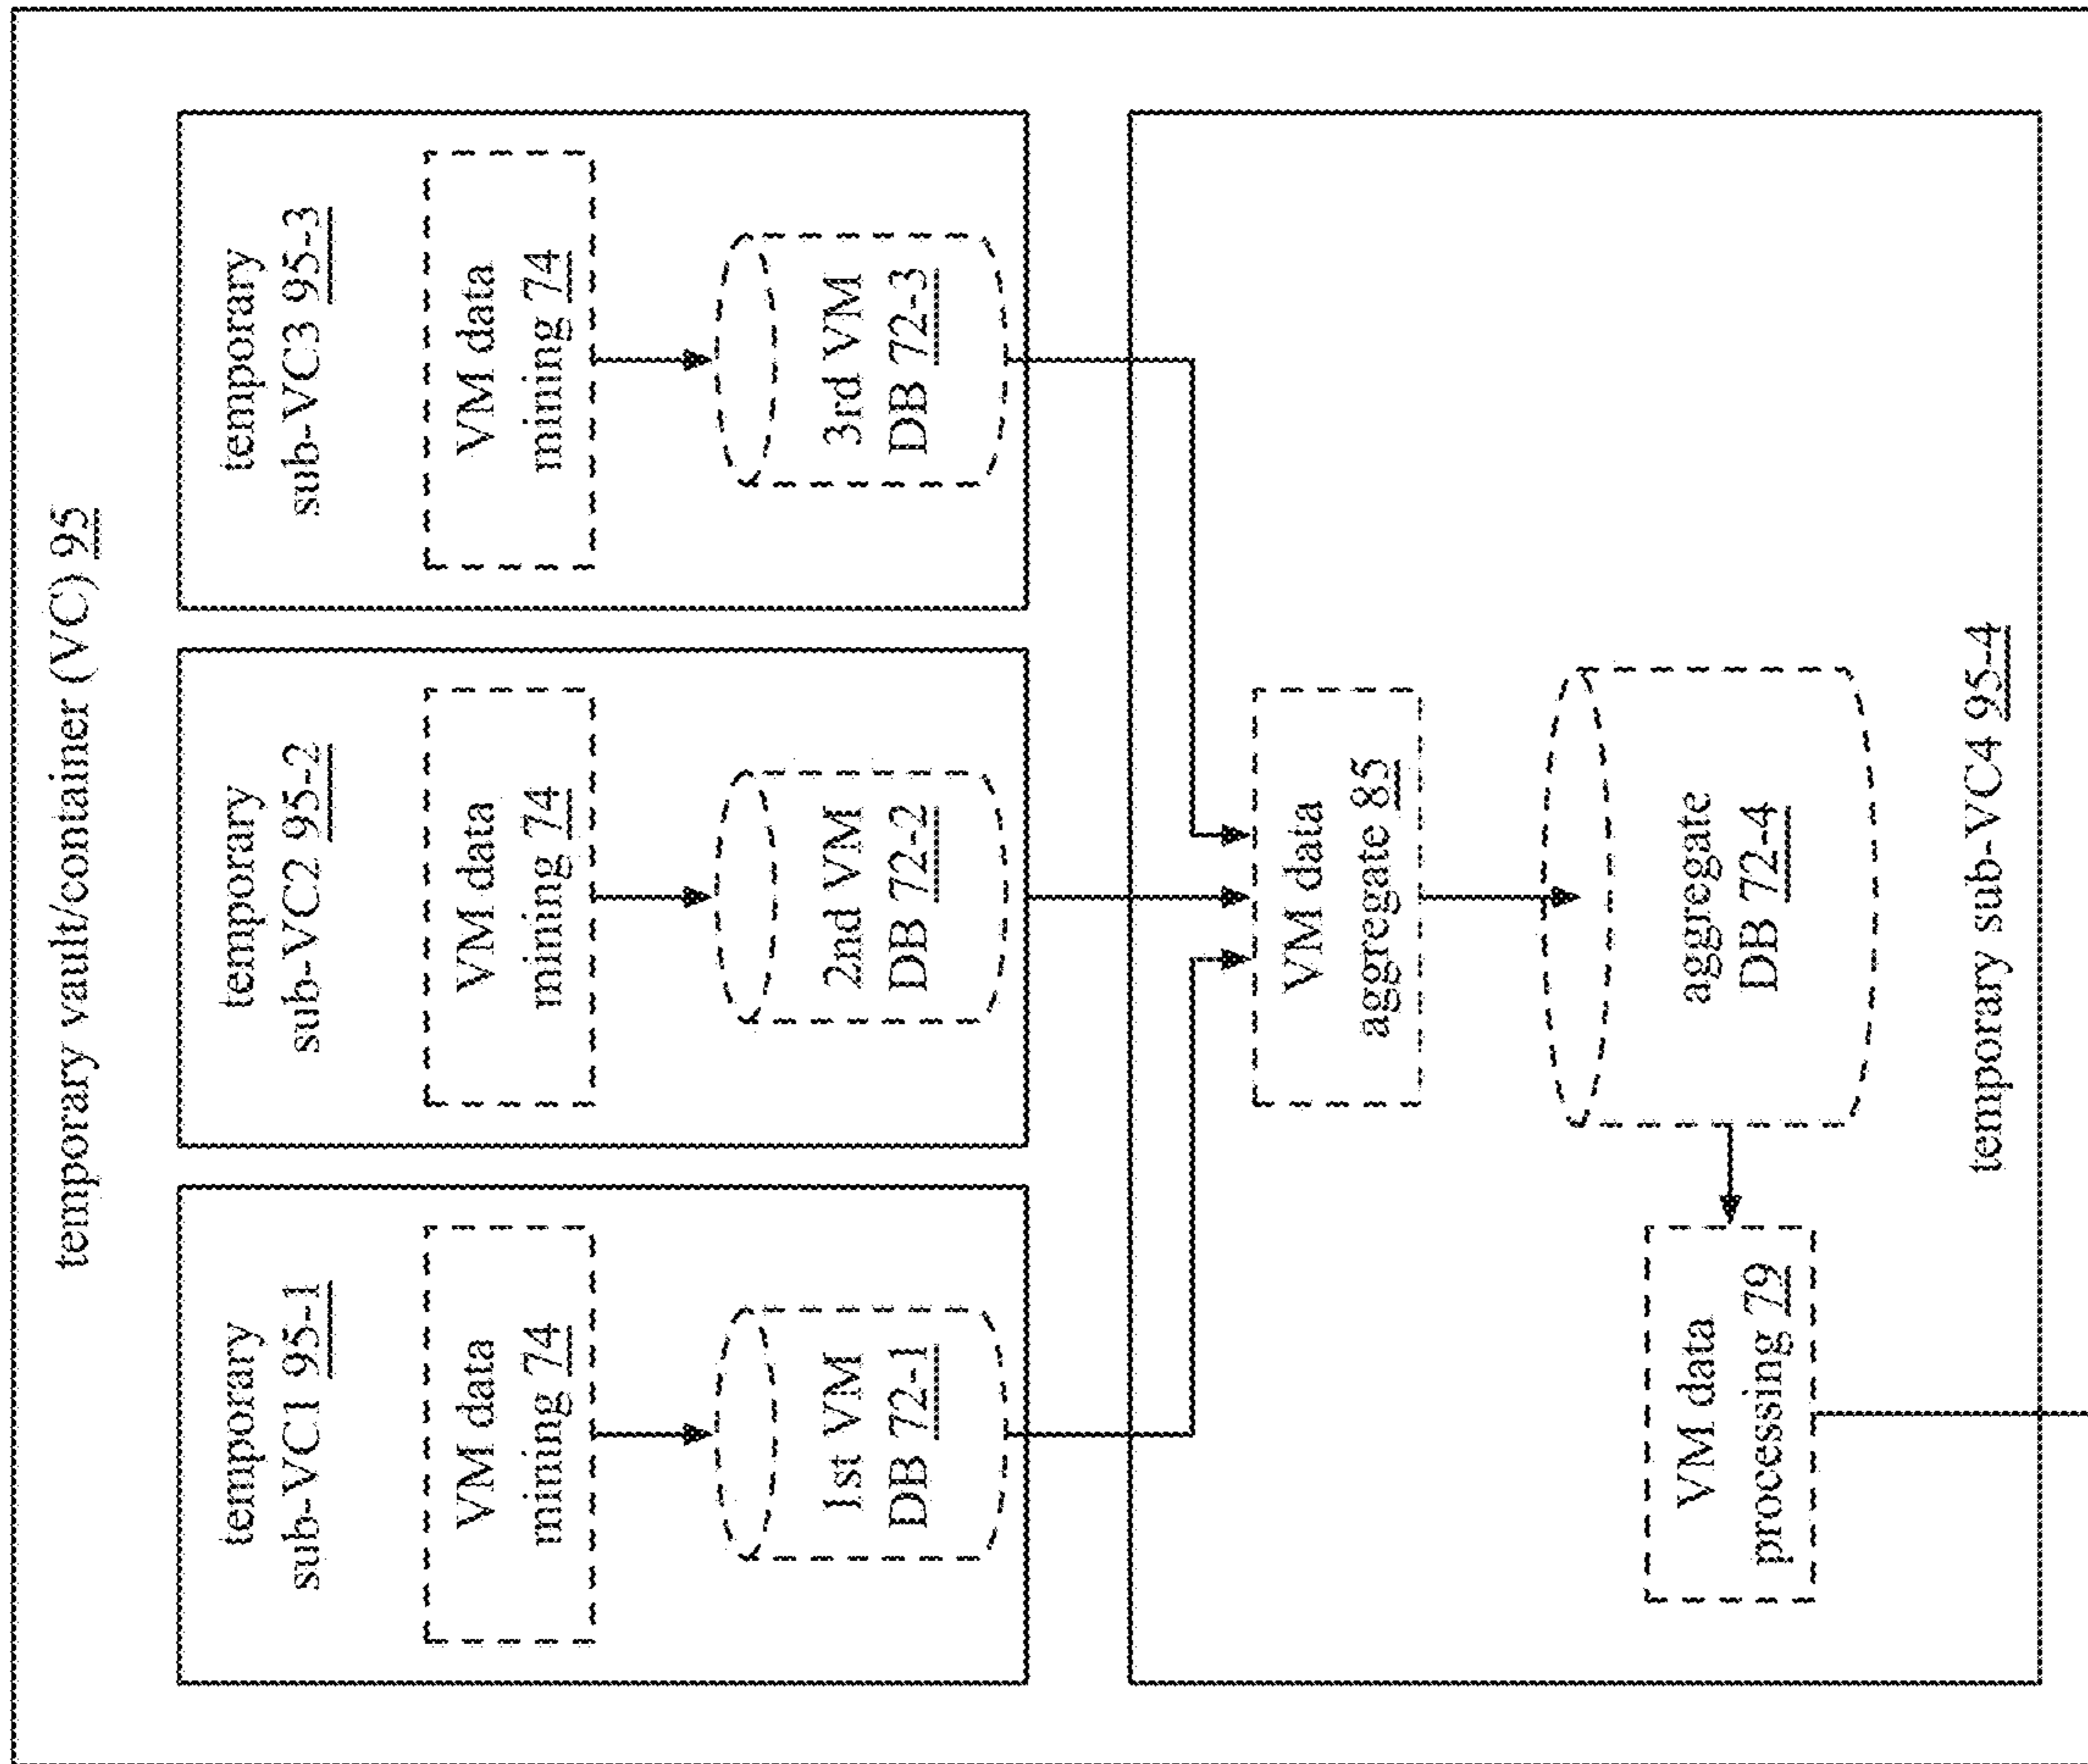 temporary vault/container (VC) 95
temporary
sub-VC1 95-1
VM data
mining 74
1st VM
DB 72-1
temporary
sub-VC2 95-2
VM data
mining 74
2nd VM
DB 72-2
temporary
sub-VC3 95-3
VM data
mining 74
3rd VM
DB 72-3
VM data
aggregate 85
aggregate
DB 72-4
VM data
processing 79
temporary sub-VC4 95-4